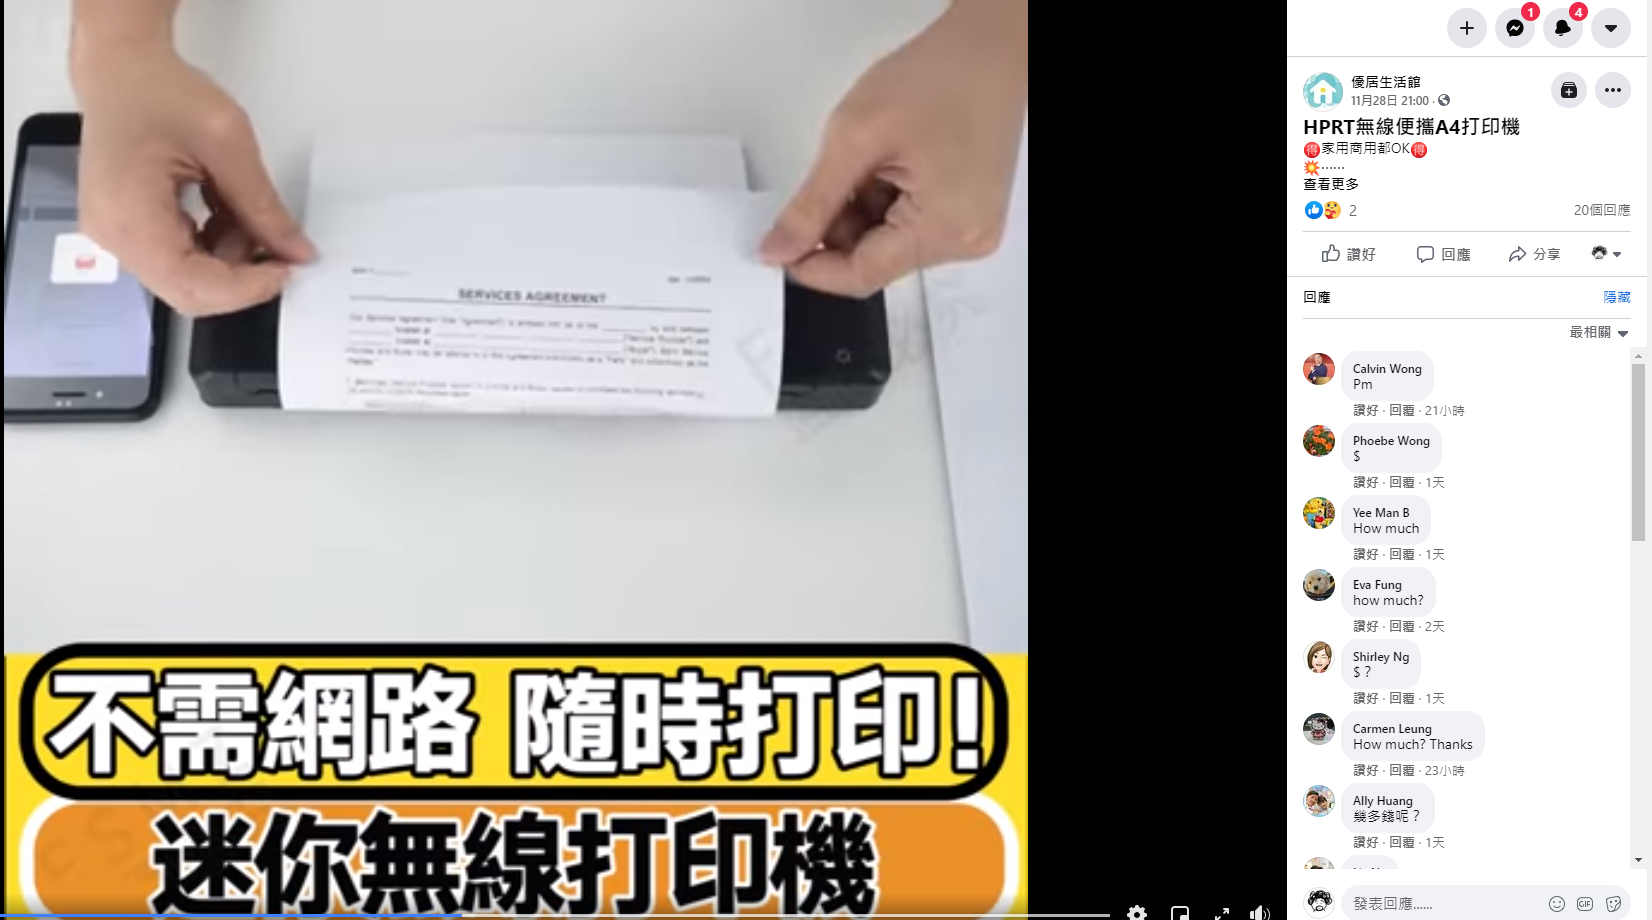 SERVICES AGREEMENT
不需網路 隨時打印!
迷你無線打印機
1
4
優居生活館
11月28日 21:00
HPRT無線便攜A4打印機
得家用商用都OK得
······
查看更多
2
20個回應
讚好
回應
分享
回應
隱藏
最相關
Calvin Wong
Pm
讚好 · 回覆 · 21小時
Phoebe Wong
$
讚好 · 回覆 · 1天
Yee Man B
How much
讚好 · 回覆 · 1天
Eva Fung
how much?
讚好 · 回覆 · 2天
Shirley Ng
$ ?
讚好 · 回覆 · 1天
Carmen Leung
How much? Thanks
讚好 · 回覆 · 23小時
Ally Huang
幾多錢呢？
讚好 · 回覆 · 1天
發表回應......
GIF